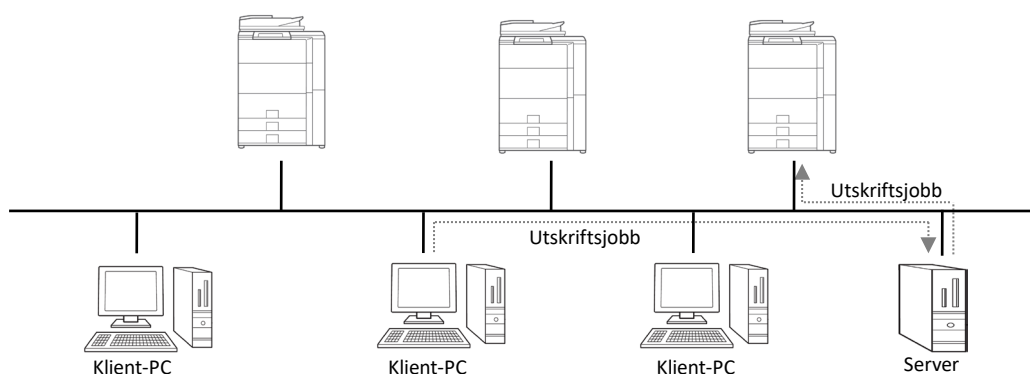 Utskriftsjobb
Utskriftsjobb
Klient-PC
Klient-PC
Klient-PC
Server